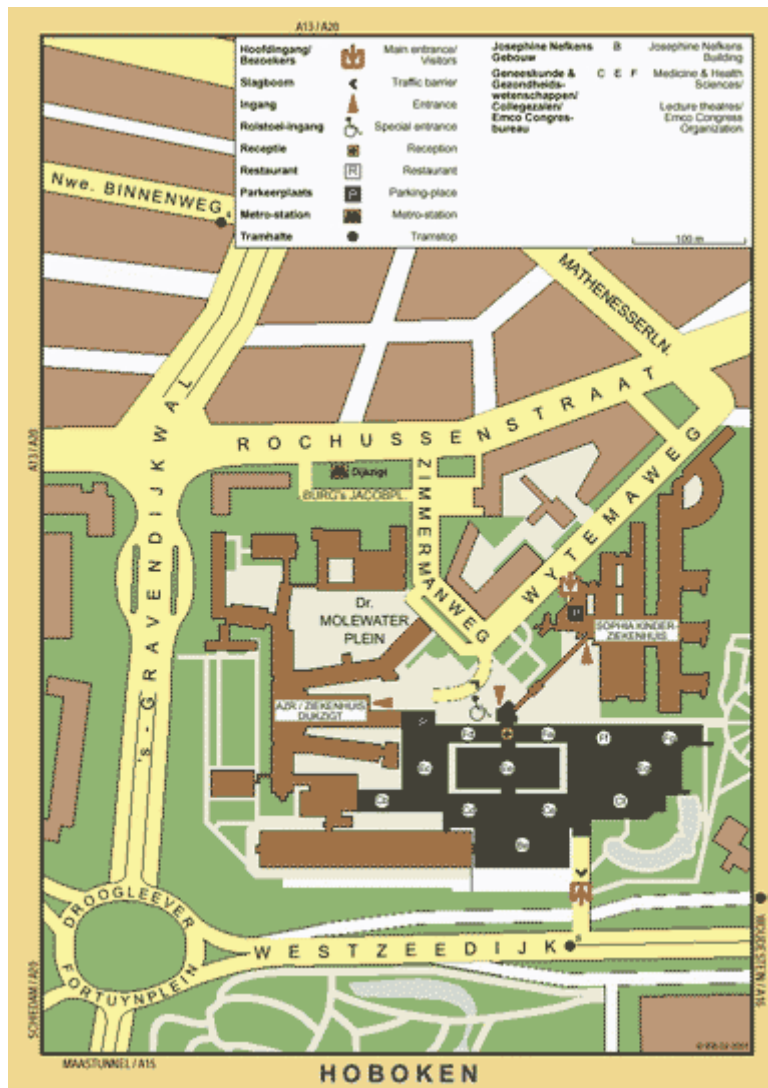 A13 / A20
Hoofdingang/ Main entrance/
Bezoekers Visitors
Slagboom Traffic barrier
Ingang Entrance
Rolstoel-ingang Special entrance
Receptie Reception
Restaurant R Restaurant
Parkeerplaats P Parking-place
Metro-station Metro-station
Tramhalte Tramstop
Josephine Nefkens B Josephine Nefkens
Gebouw Building
Geneeskunde & C E F Medicine & Health
Gezondheids- Sciences/
wetenschappen/
Collegezalen/ Lecture theatres/
Emco Congres- Emco Congress
bureau Organization
100 m
Nwe. BINNENWEG
MATHENESSERLN.
A13 / A20
ROCHUSSENSTRAAT
's-GRAVENDIJKWAL
Dijkzigt
BURG's JACOBPL.
ZIMMERMANWEG
WYTEMAWEG
Dr.
MOLEWATER
PLEIN
P
SOPHIA KINDER-
ZIEKENHUIS
AZR / ZIEKENHUIS
DIJKZIGT
DROOGLEEVER
FORTUYNPLEIN
WESTZEEDIJK
SCHIEDAM / A20
WOUDESTEIN / A16
MAASTUNNEL / A15
HOBOKEN